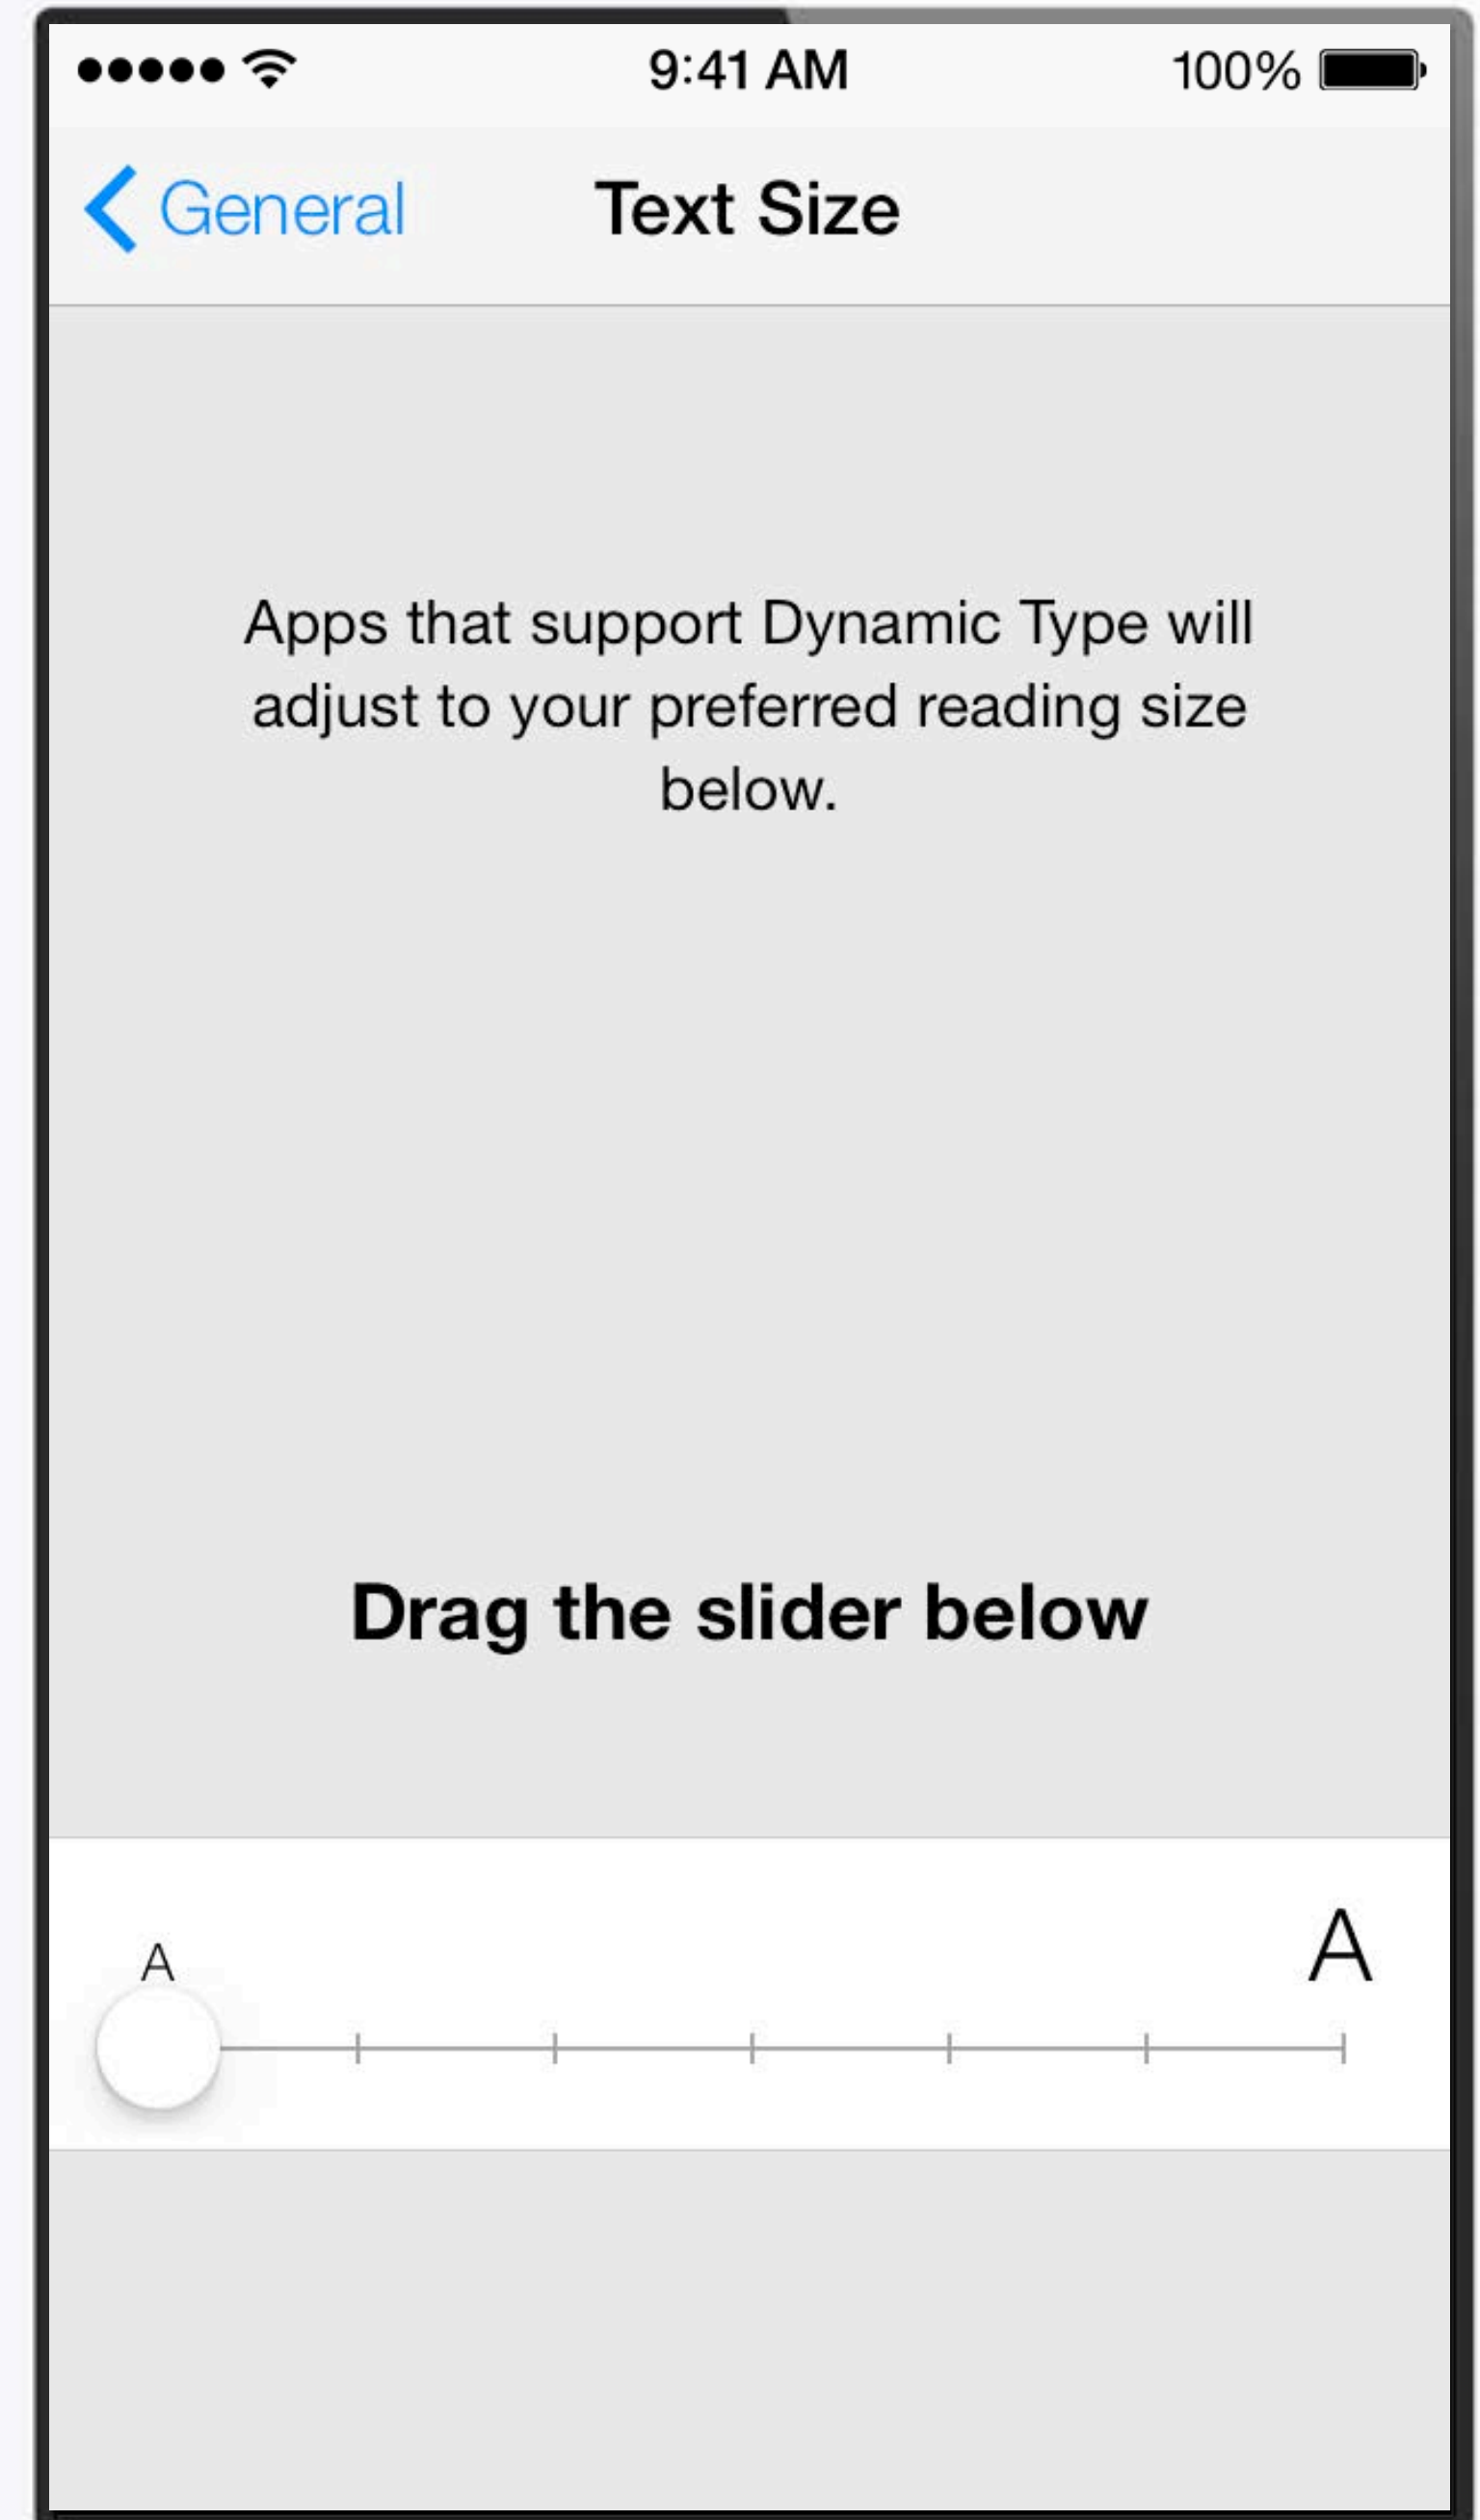 9:41 AM 100%
General Text Size
Apps that support Dynamic Type will
adjust to your preferred reading size
below.
Drag the slider below
A A